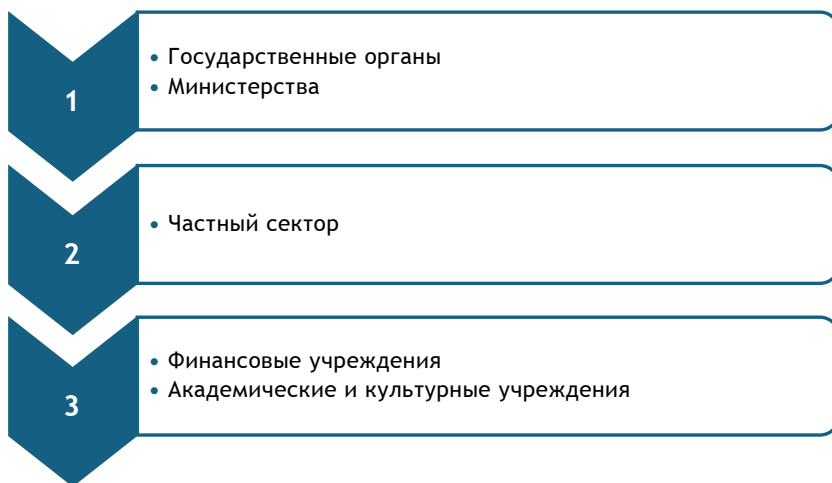 1
• Государственные органы
• Министерства
2
• Частный сектор
3
• Финансовые учреждения
• Академические и культурные учреждения